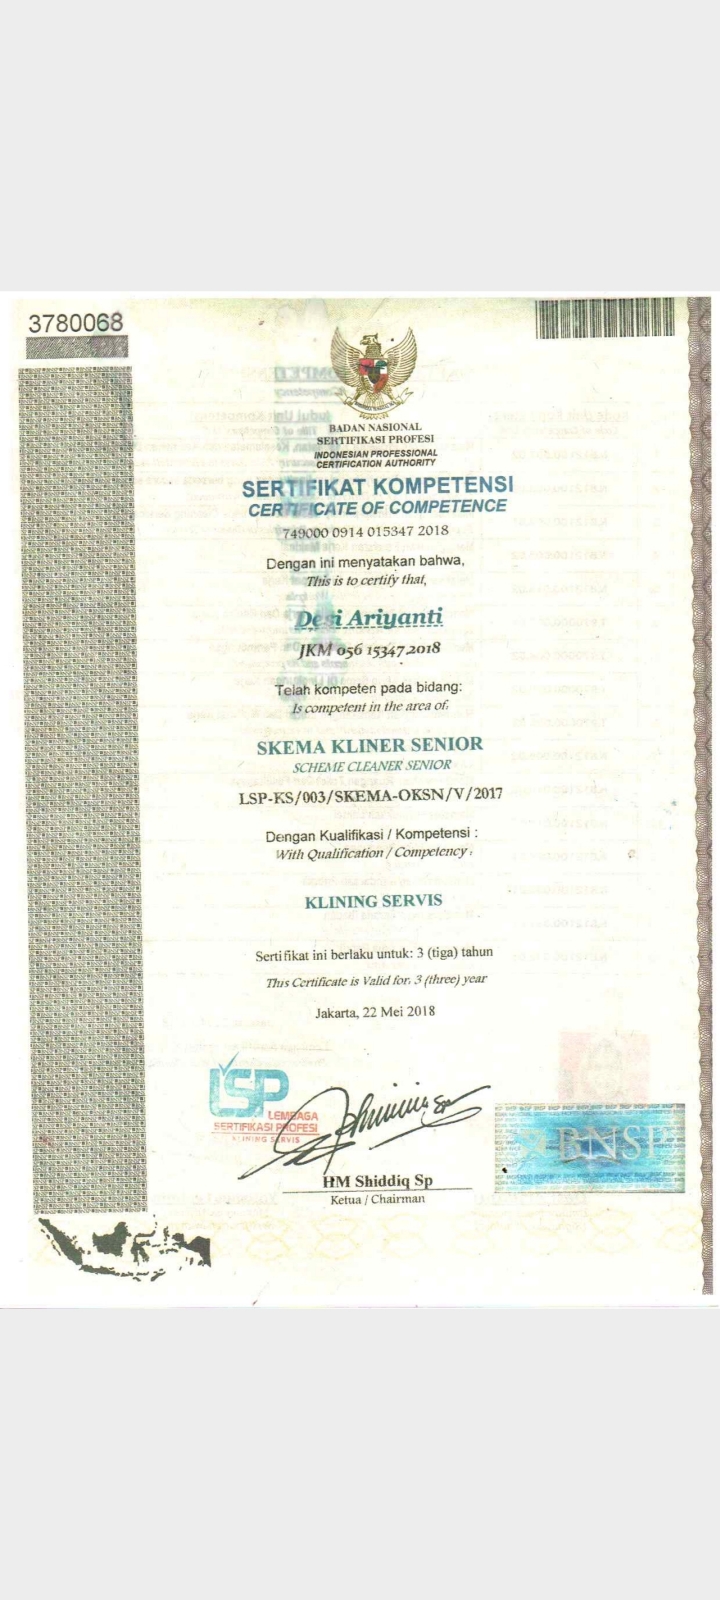 3780068
BADAN NASIONAL
SERTIFIKASI PROFESI
INDONESIAN PROFESSIONAL
CERTIFICATION AUTHORITY
SERTIFIKAT KOMPETENSI
CERTIFICATE OF COMPETENCE
749000 0914 015347 2018
Dengan ini menyatakan bahwa,
This is to certify that,
Desi Ariyanti
JKM 056 15347 2018
Telah kompeten pada bidang:
Is competent in the area of:
SKEMA KLINER SENIOR
SCHEME CLEANER SENIOR
LSP-KS/003/SKEMA-OKSN/V/2017
Dengan Kualifikasi / Kompetensi :
With Qualification / Competency :
KLINING SERVIS
Sertifikat ini berlaku untuk: 3 (tiga) tahun
This Certificate is Valid for: 3 (three) year
Jakarta, 22 Mei 2018
LSP
LEMBAGA
SERTIFIKASI PROFESI
KLINING SERVIS
BNSP
HM Shiddiq Sp
Ketua / Chairman